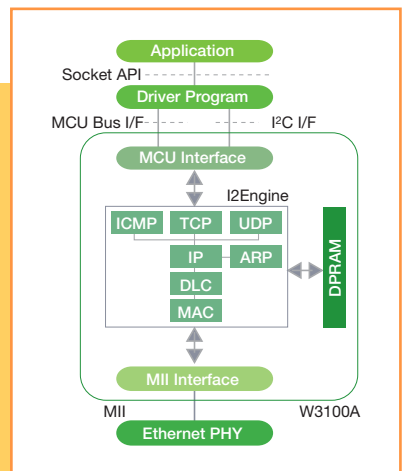 Application
Socket API
Driver Program
MCU Bus I/F I²C I/F
MCU Interface
I2Engine
ICMP TCP UDP
IP ARP
DLC
MAC
DPRAM
MII Interface
MII W3100A
Ethernet PHY